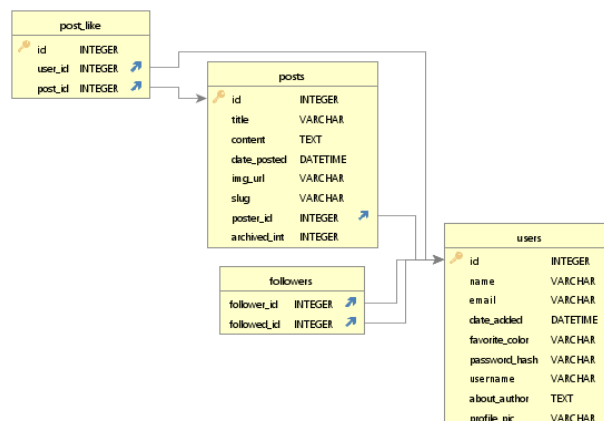 post_like
id INTEGER
user_id INTEGER
post_id INTEGER
posts
id INTEGER
title VARCHAR
content TEXT
date_posted DATETIME
img_url VARCHAR
slug VARCHAR
poster_id INTEGER
archived_int INTEGER
followers
follower_id INTEGER
followed_id INTEGER
users
id INTEGER
name VARCHAR
email VARCHAR
date_added DATETIME
favorite_color VARCHAR
password_hash VARCHAR
username VARCHAR
about_author TEXT
profile_pic VARCHAR